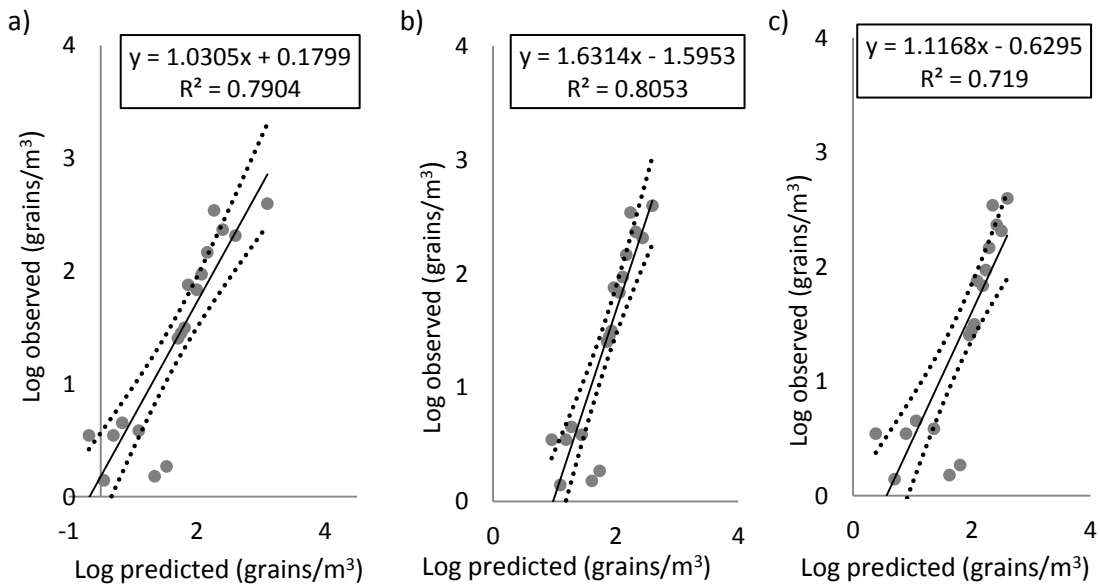 a)
y = 1.0305x + 0.1799
R² = 0.7904
4
3
2
1
0
-1
2
4
Log observed (grains/m³)
Log predicted (grains/m³)
b)
y = 1.6314x - 1.5953
R² = 0.8053
4
3
2
1
0
0
2
4
Log observed (grains/m³)
Log predicted (grains/m³)
c)
y = 1.1168x - 0.6295
R² = 0.719
4
3
2
1
0
0
2
4
Log observed (grains/m³)
Log predicted (grains/m³)